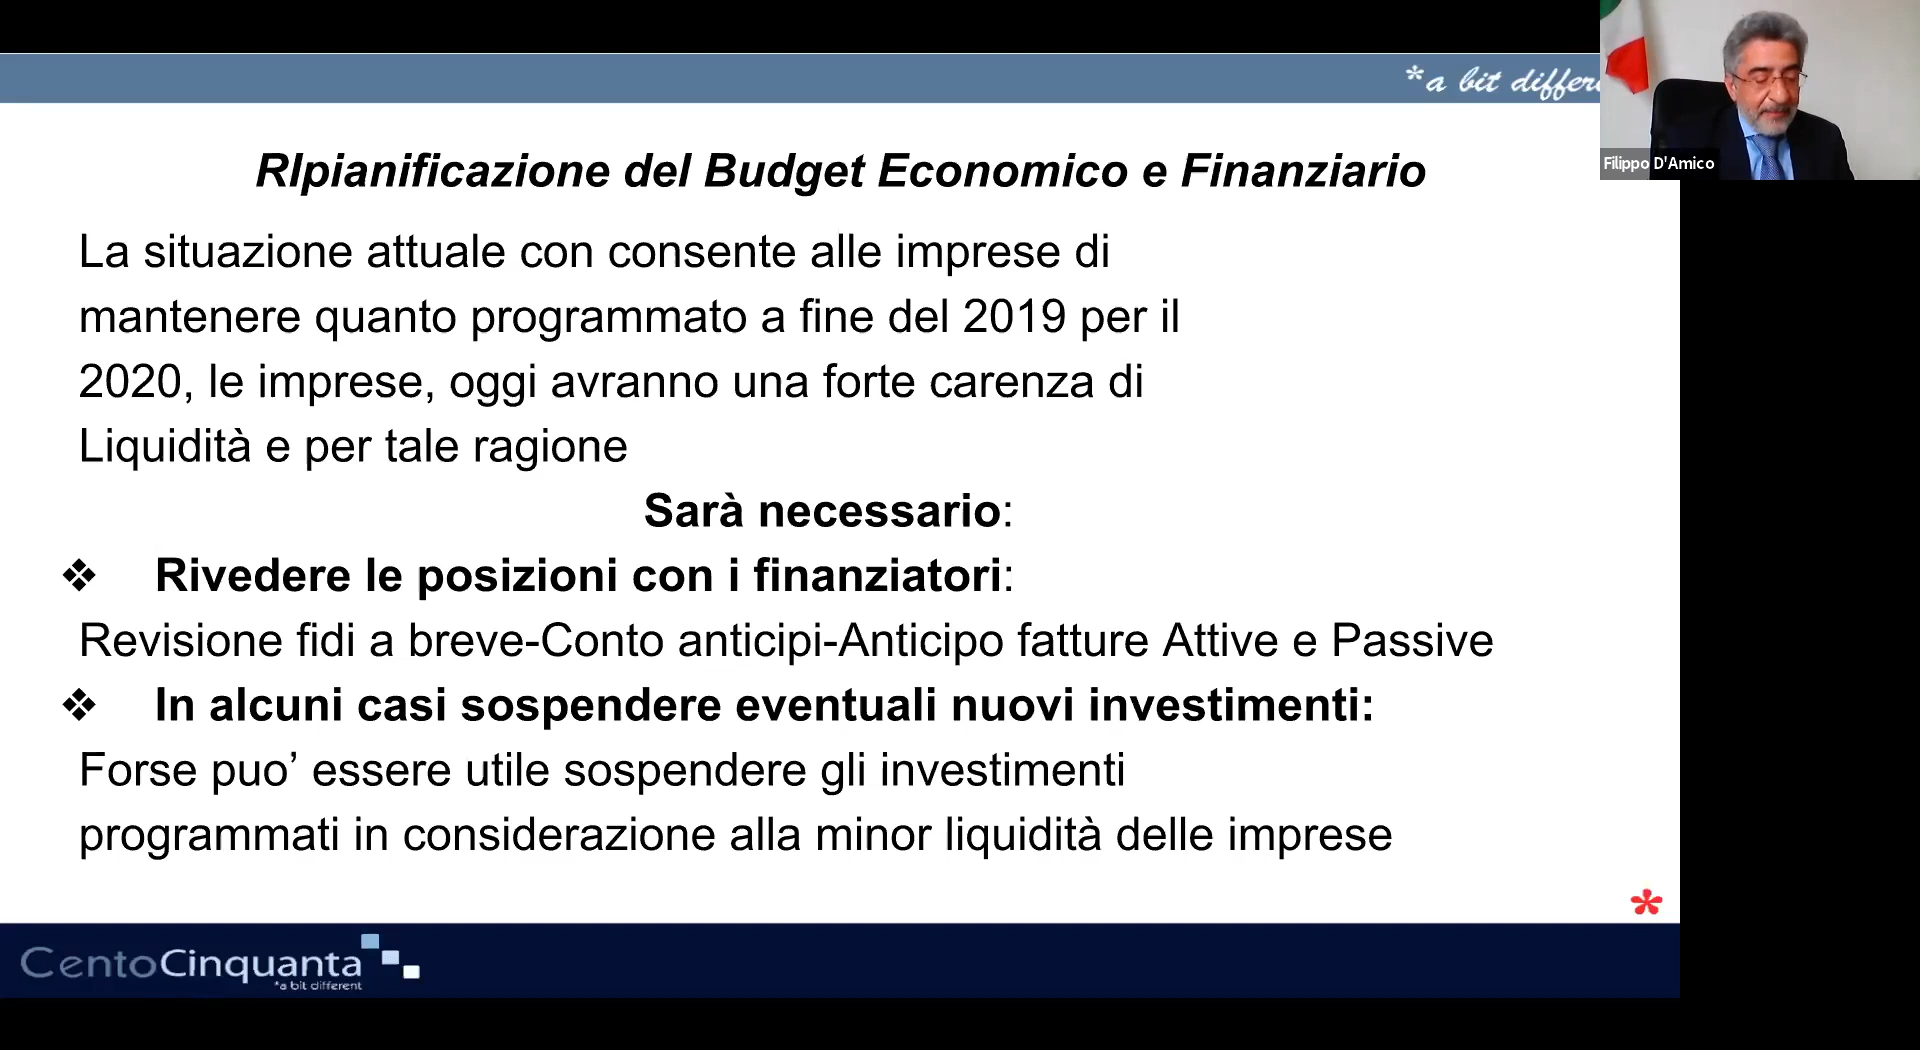 *a bit differe
Filippo D'Amico
RIpianificazione del Budget Economico e Finanziario
La situazione attuale con consente alle imprese di
mantenere quanto programmato a fine del 2019 per il
2020, le imprese, oggi avranno una forte carenza di
Liquidità e per tale ragione
Sarà necessario:
❖ Rivedere le posizioni con i finanziatori:
Revisione fidi a breve-Conto anticipi-Anticipo fatture Attive e Passive
❖ In alcuni casi sospendere eventuali nuovi investimenti:
Forse puo’ essere utile sospendere gli investimenti
programmati in considerazione alla minor liquidità delle imprese
*
CentoCinquanta
*a bit different